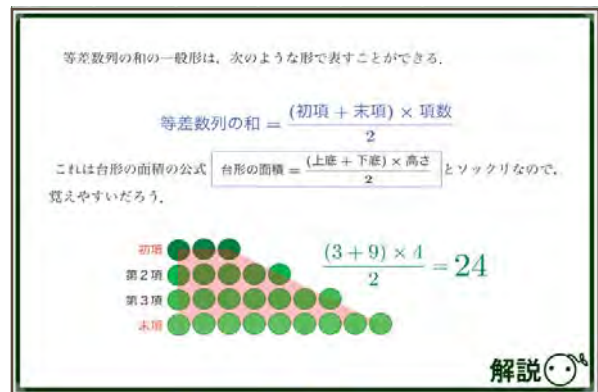 等差数列の和の一般形は、次のような形で表すことができる.
等差数列の和 = (初項 + 末項) × 項数 / 2
これは台形の面積の公式 台形の面積 = (上底 + 下底) × 高さ / 2 とソックリなので,
覚えやすいだろう.
初項
第2項
第3項
末項
(3 + 9) × 4 / 2 = 24
解説